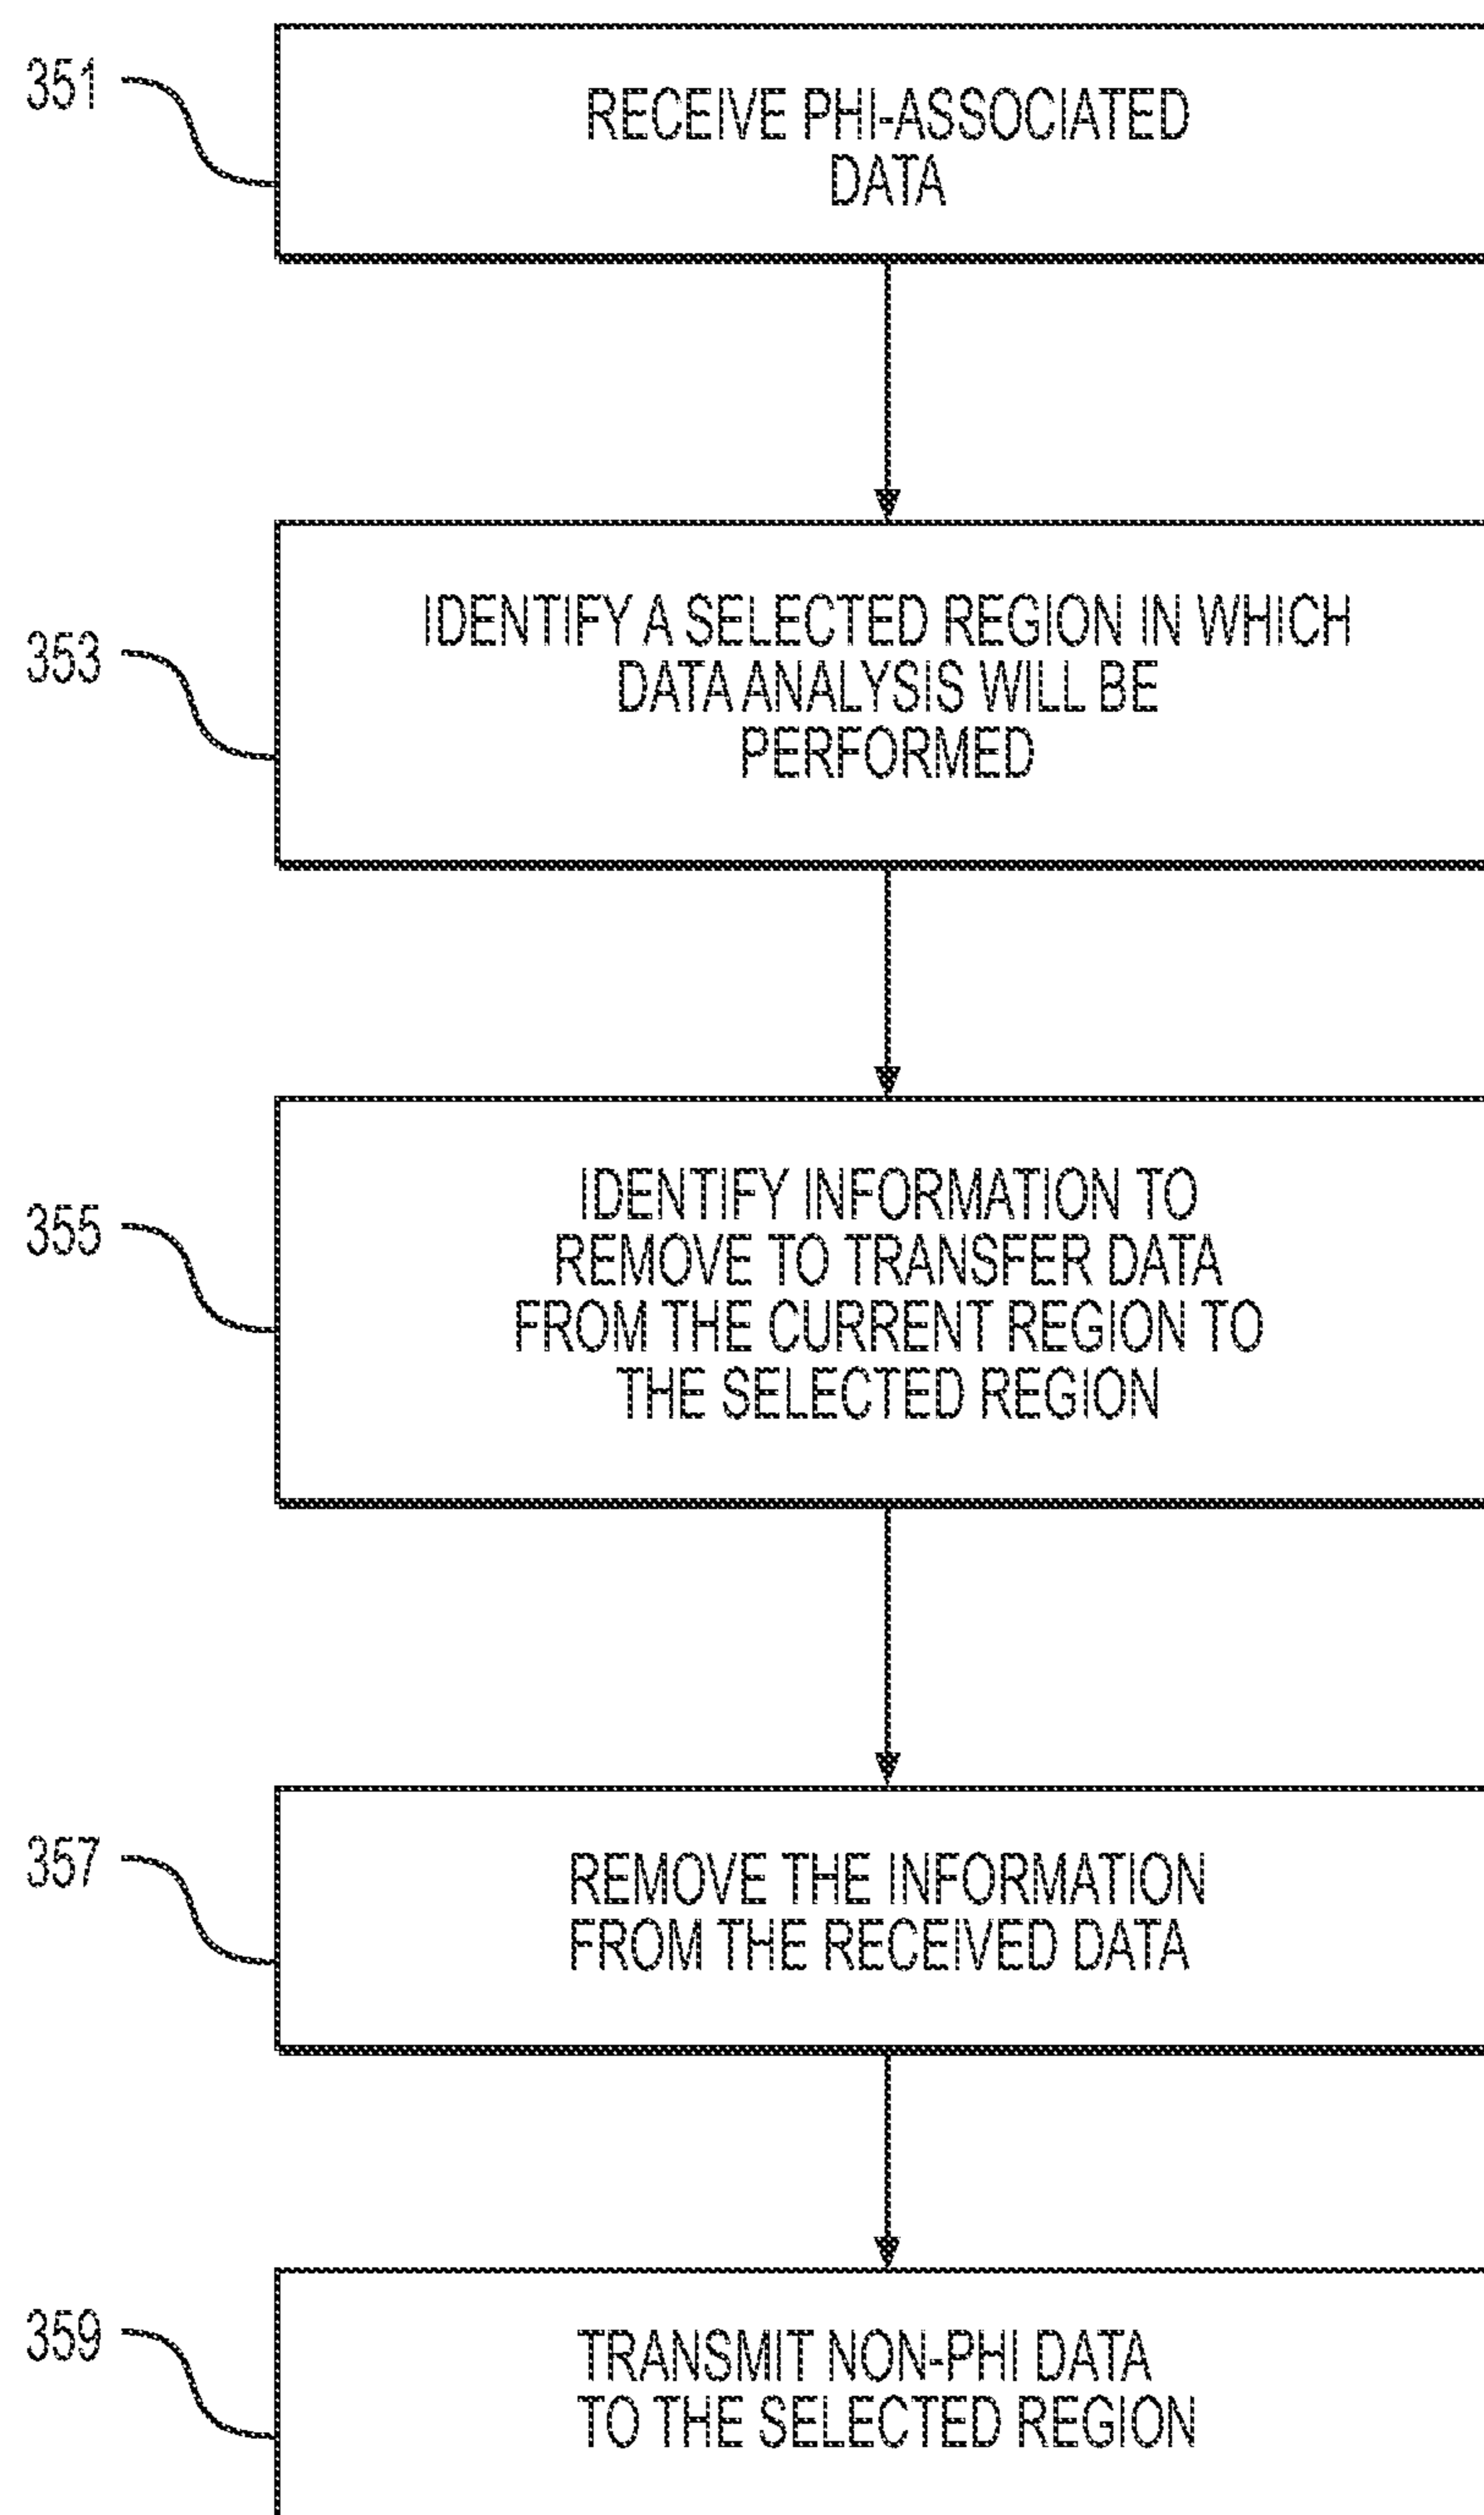 351
RECEIVE PHI-ASSOCIATED
DATA
353
IDENTIFY A SELECTED REGION IN WHICH
DATA ANALYSIS WILL BE
PERFORMED
355
IDENTIFY INFORMATION TO
REMOVE TO TRANSFER DATA
FROM THE CURRENT REGION TO
THE SELECTED REGION
357
REMOVE THE INFORMATION
FROM THE RECEIVED DATA
359
TRANSMIT NON-PHI DATA
TO THE SELECTED REGION